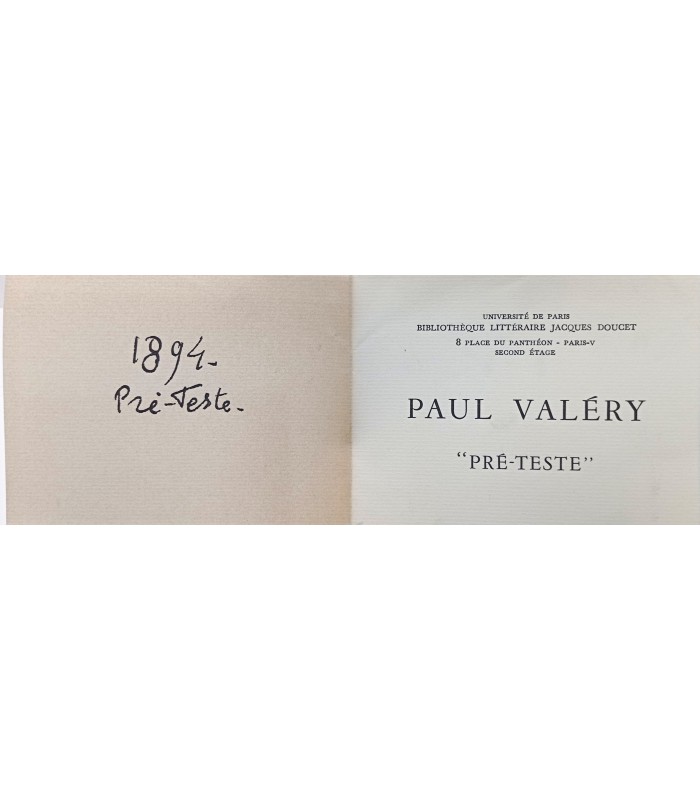 1894.
Pré-Teste.
UNIVERSITÉ DE PARIS
BIBLIOTHÈQUE LITTÉRAIRE JACQUES DOUCET
8 PLACE DU PANTHÉON - PARIS-V
SECOND ÉTAGE
PAUL VALÉRY
“PRÉ-TESTE”